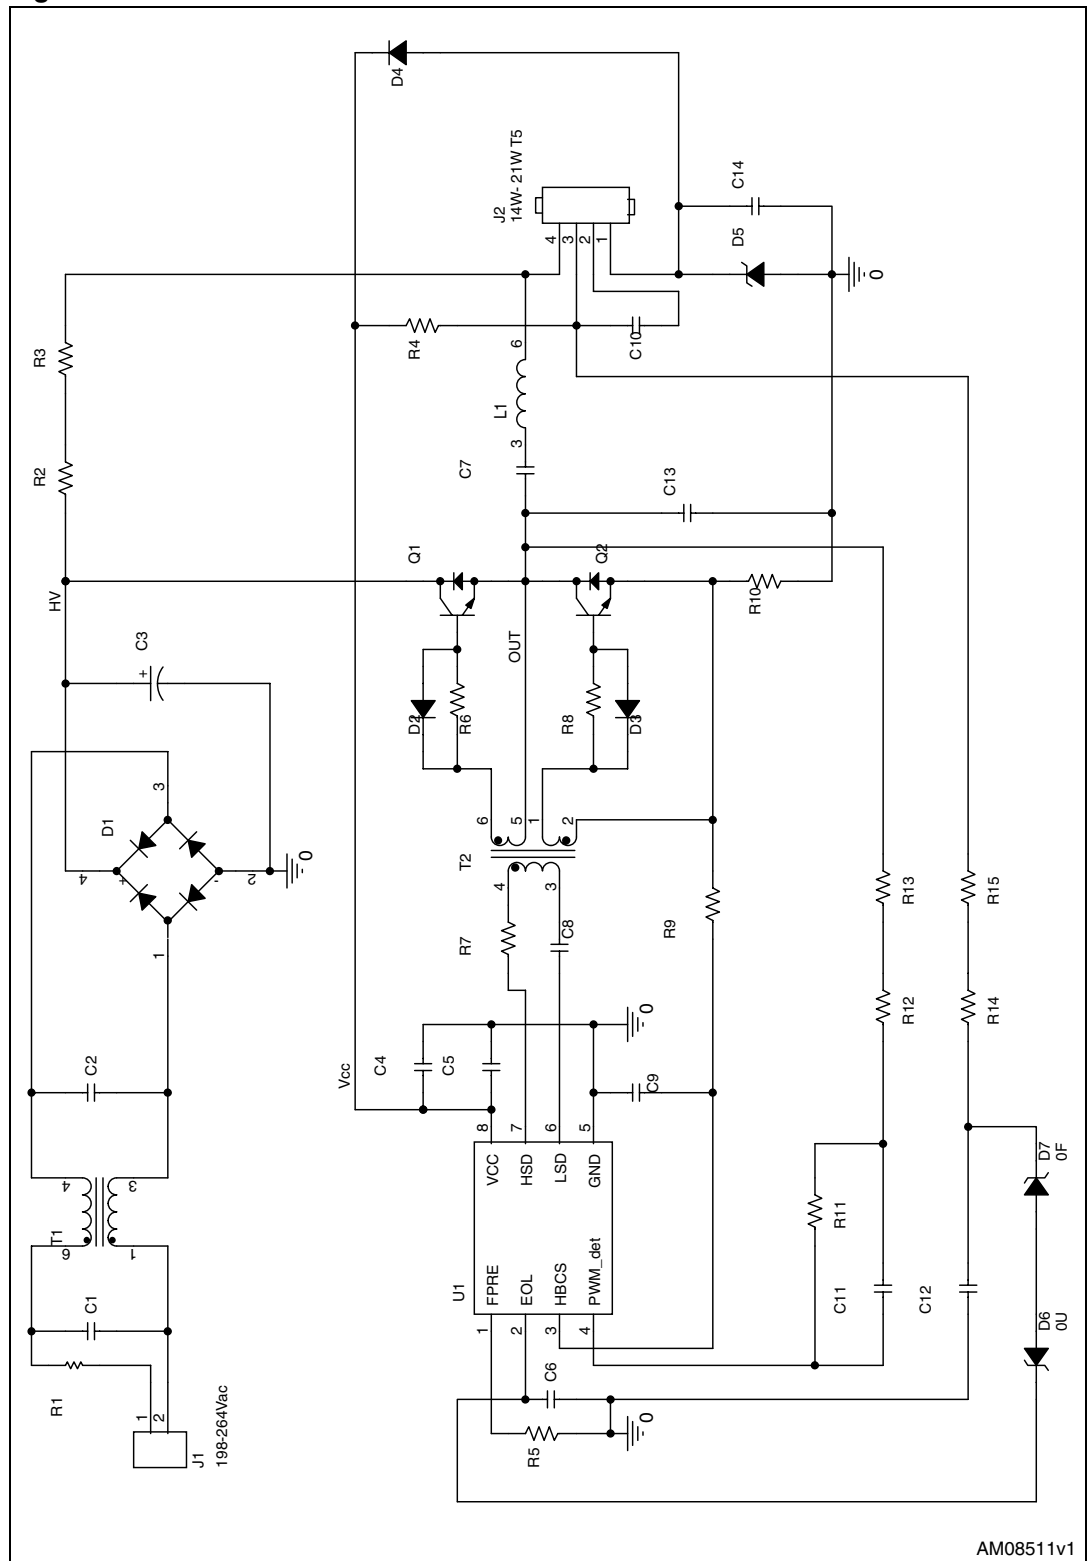 D4
J2
14W- 21W T5
4
3
2
1
C14
D5
0
R3
R4
C10
6
L1
3
R2
C7
C13
HV
Q1
Q2
R10
OUT
C3
+
D2
R6
R8
D3
D1
3
4
+
-
2
1
0
T2
6
5
1
2
4
3
R7
C8
R9
R13
R15
R12
R14
0
C2
Vcc
C4
C5
C9
8
7
6
5
VCC
HSD
LSD
GND
U1
FPRE
EOL
HBCS
PWM_det
1
2
3
4
T1
4
3
6
1
C1
R11
C11
C12
D7
0F
D6
0U
R1
1
2
J1
198-264Vac
C6
R5
0
AM08511v1